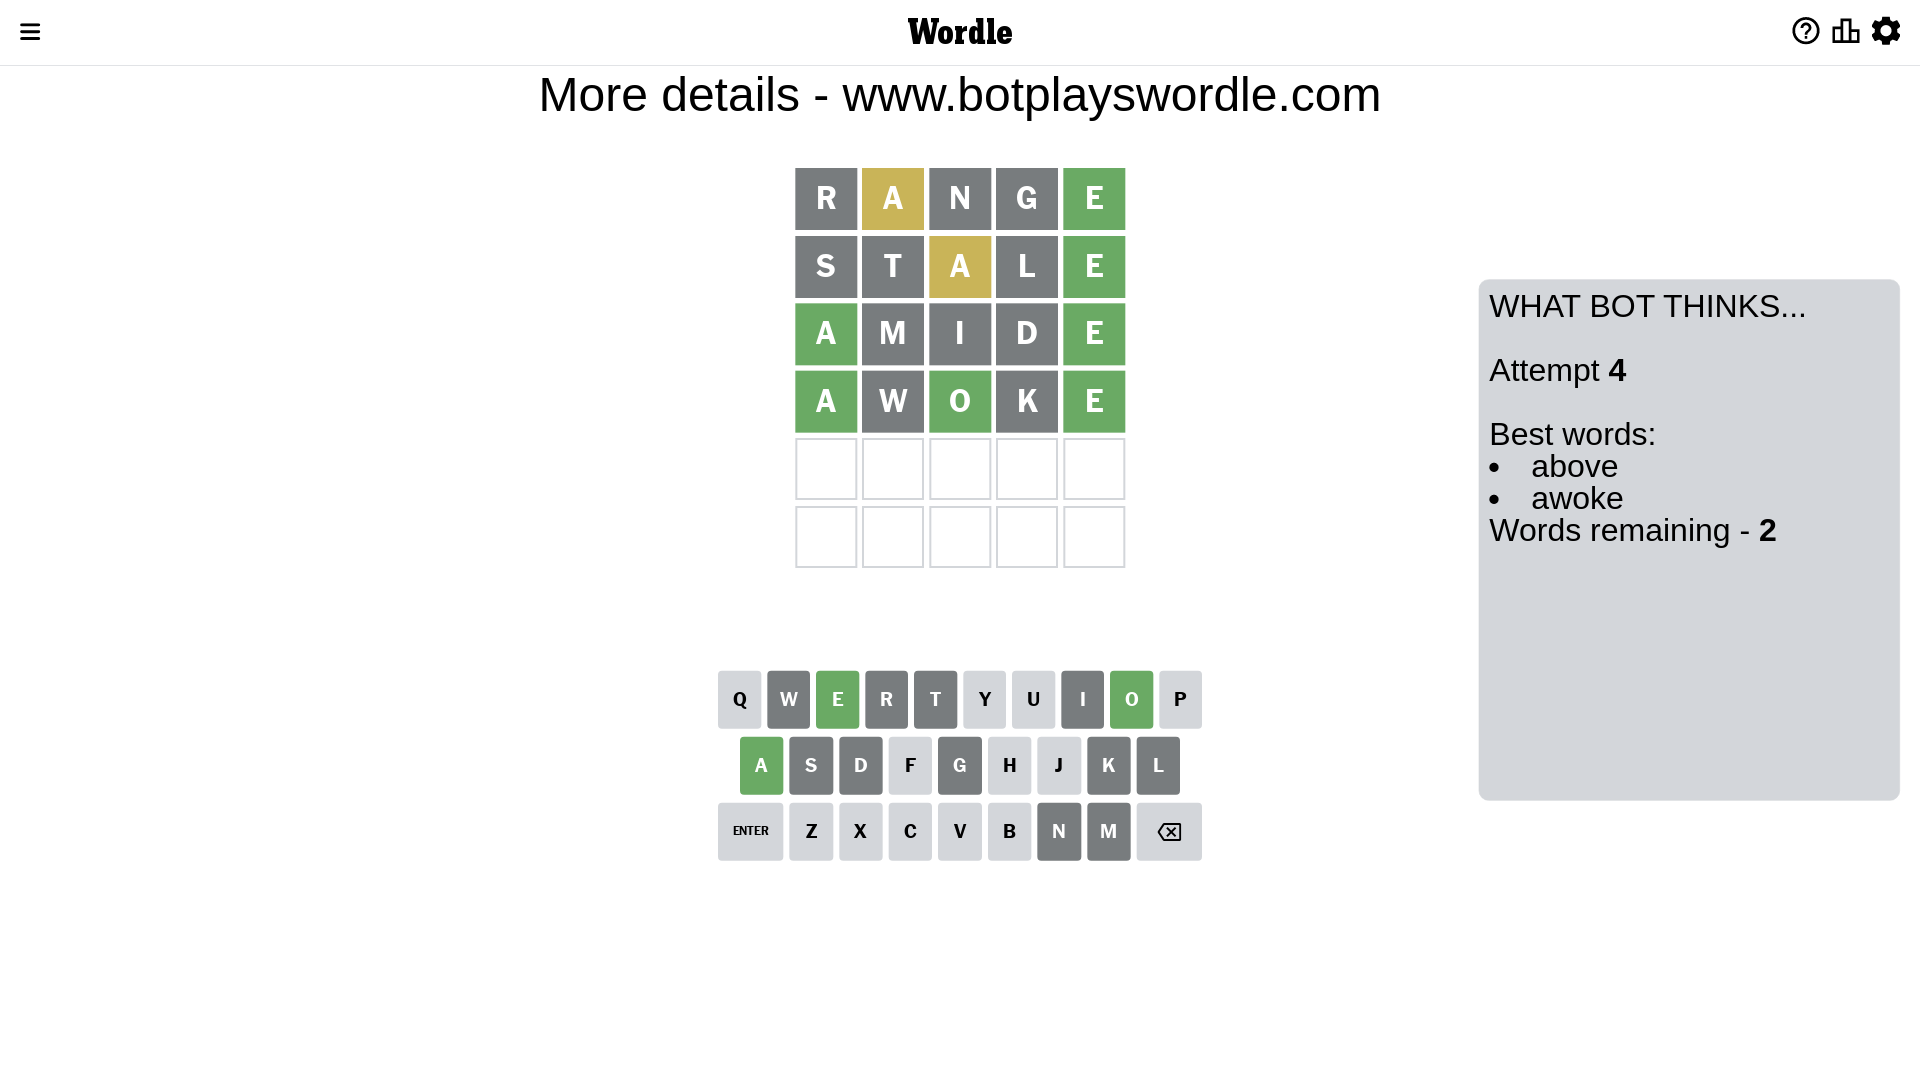 Wordle
More details - www.botplayswordle.com
R A N G E
S T A L E
A M I D E
A W O K E
WHAT BOT THINKS...
Attempt 4
Best words:
• above
• awoke
Words remaining - 2
Q W E R T Y U I O P
A S D F G H J K L
ENTER Z X C V B N M